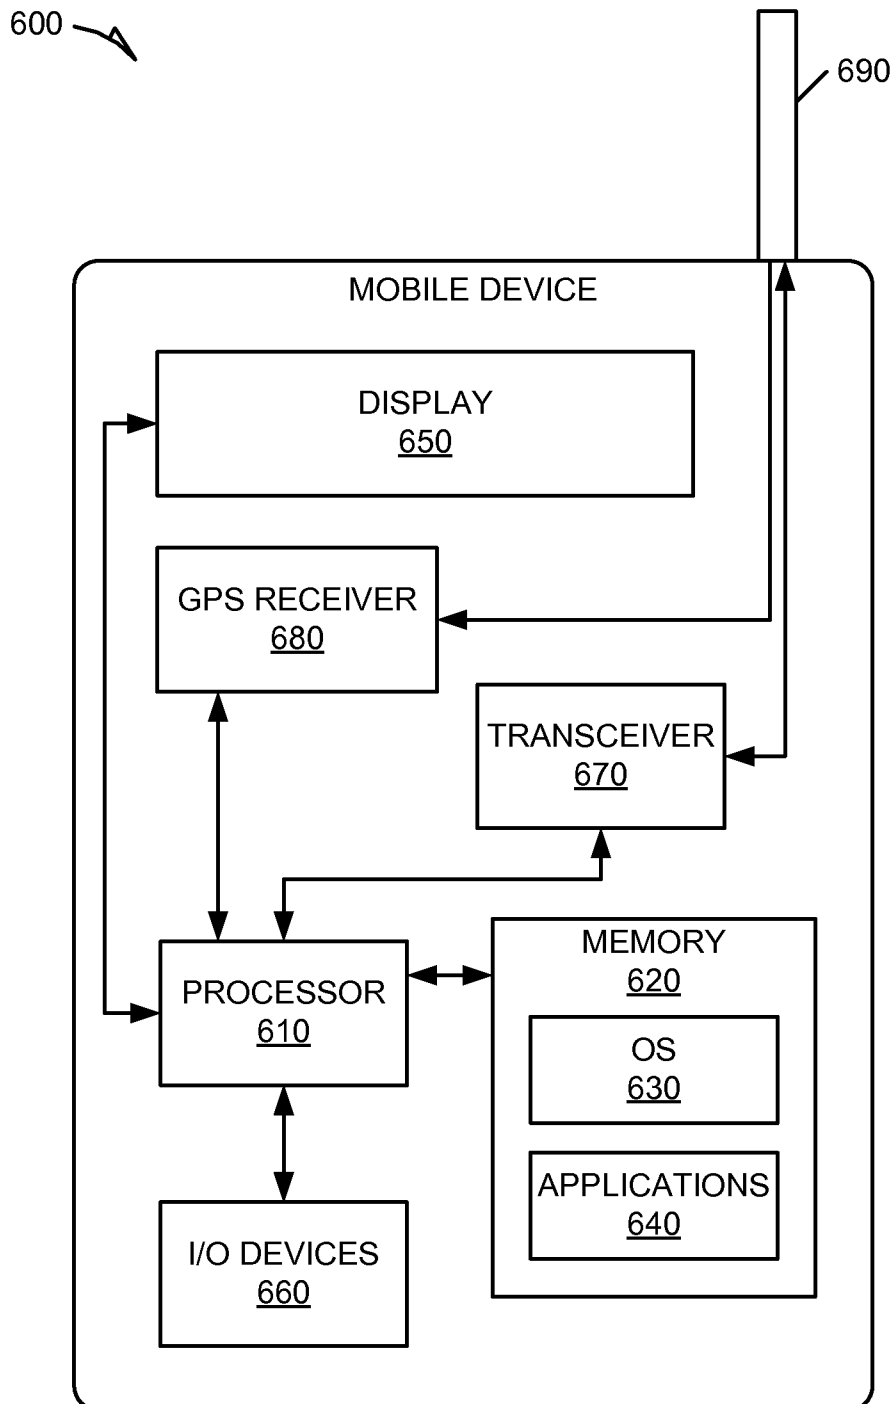 600
690
MOBILE DEVICE
DISPLAY
650
GPS RECEIVER
680
TRANSCEIVER
670
PROCESSOR
610
MEMORY
620
OS
630
APPLICATIONS
640
I/O DEVICES
660